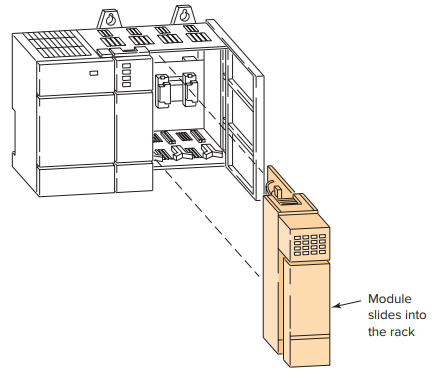 Module
slides into
the rack